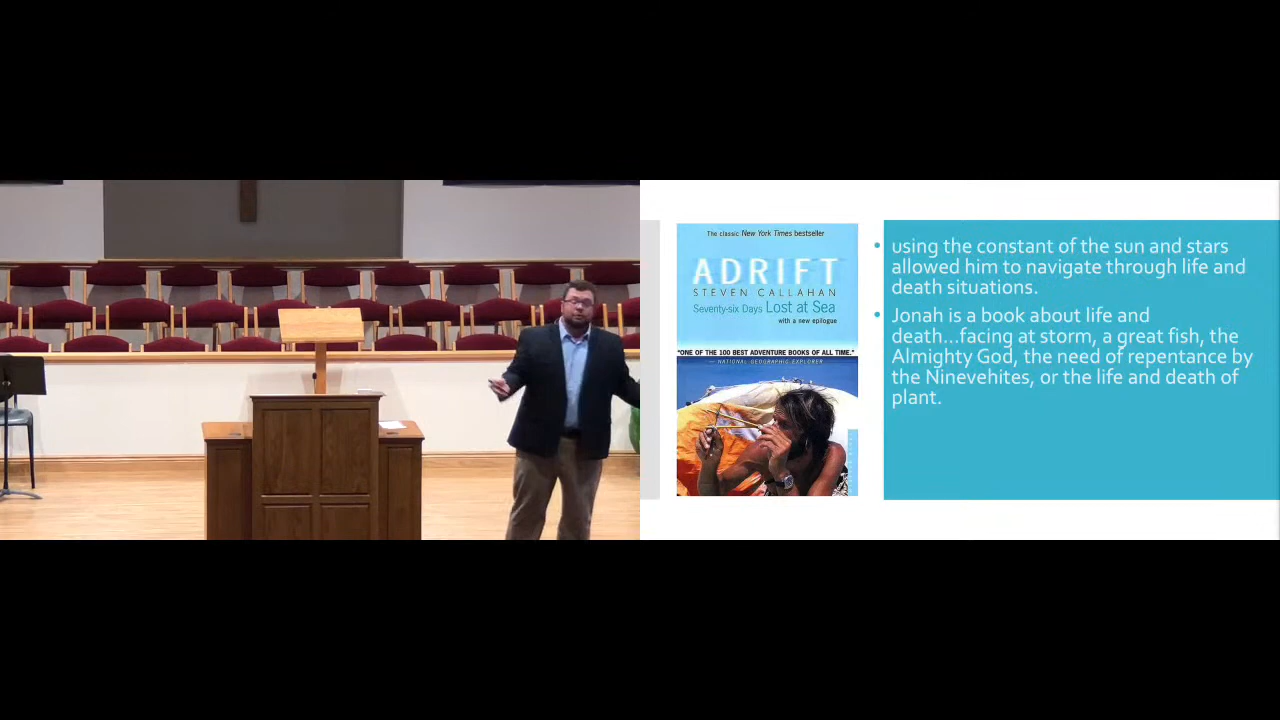 The classic New York Times bestseller
ADRIFT
STEVEN CALLAHAN
Seventy-six Days Lost at Sea
with a new epilogue
"ONE OF THE 100 BEST ADVENTURE BOOKS OF ALL TIME."
— NATIONAL GEOGRAPHIC EXPLORER
• using the constant of the sun and stars
allowed him to navigate through life and
death situations.
• Jonah is a book about life and
death...facing at storm, a great fish, the
Almighty God, the need of repentance by
the Ninevehites, or the life and death of
plant.